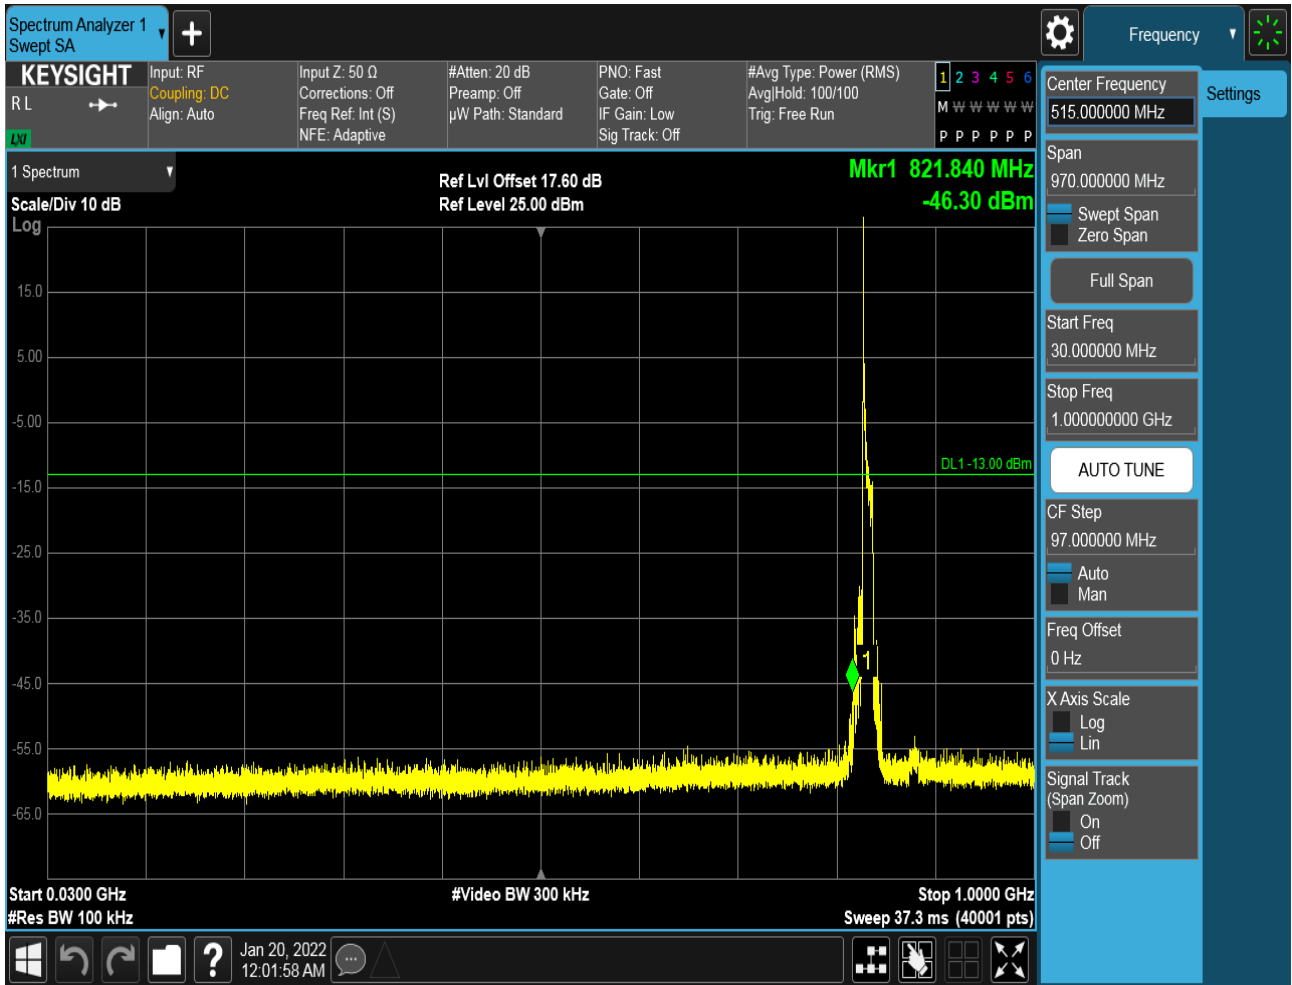 Spectrum Analyzer 1
Swept SA
Frequency
KEYSIGHT
R L
LXI
Input: RF
Coupling: DC
Align: Auto
Input Z: 50 Ω
Corrections: Off
Freq Ref: Int (S)
NFE: Adaptive
#Atten: 20 dB
Preamp: Off
µW Path: Standard
PNO: Fast
Gate: Off
IF Gain: Low
Sig Track: Off
#Avg Type: Power (RMS)
Avg|Hold: 100/100
Trig: Free Run
1 2 3 4 5 6
M W W W W W
P P P P P P
1 Spectrum
Scale/Div 10 dB
Log
Ref Lvl Offset 17.60 dB
Ref Level 25.00 dBm
Mkr1 821.840 MHz
-46.30 dBm
15.0
5.00
-5.00
DL1 -13.00 dBm
-15.0
-25.0
-35.0
1
-45.0
-55.0
-65.0
Start 0.0300 GHz
#Video BW 300 kHz
Stop 1.0000 GHz
#Res BW 100 kHz
Sweep 37.3 ms (40001 pts)
Center Frequency
515.000000 MHz
Settings
Span
970.000000 MHz
Swept Span
Zero Span
Full Span
Start Freq
30.000000 MHz
Stop Freq
1.000000000 GHz
AUTO TUNE
CF Step
97.000000 MHz
Auto
Man
Freq Offset
0 Hz
X Axis Scale
Log
Lin
Signal Track
(Span Zoom)
On
Off
?
Jan 20, 2022
12:01:58 AM